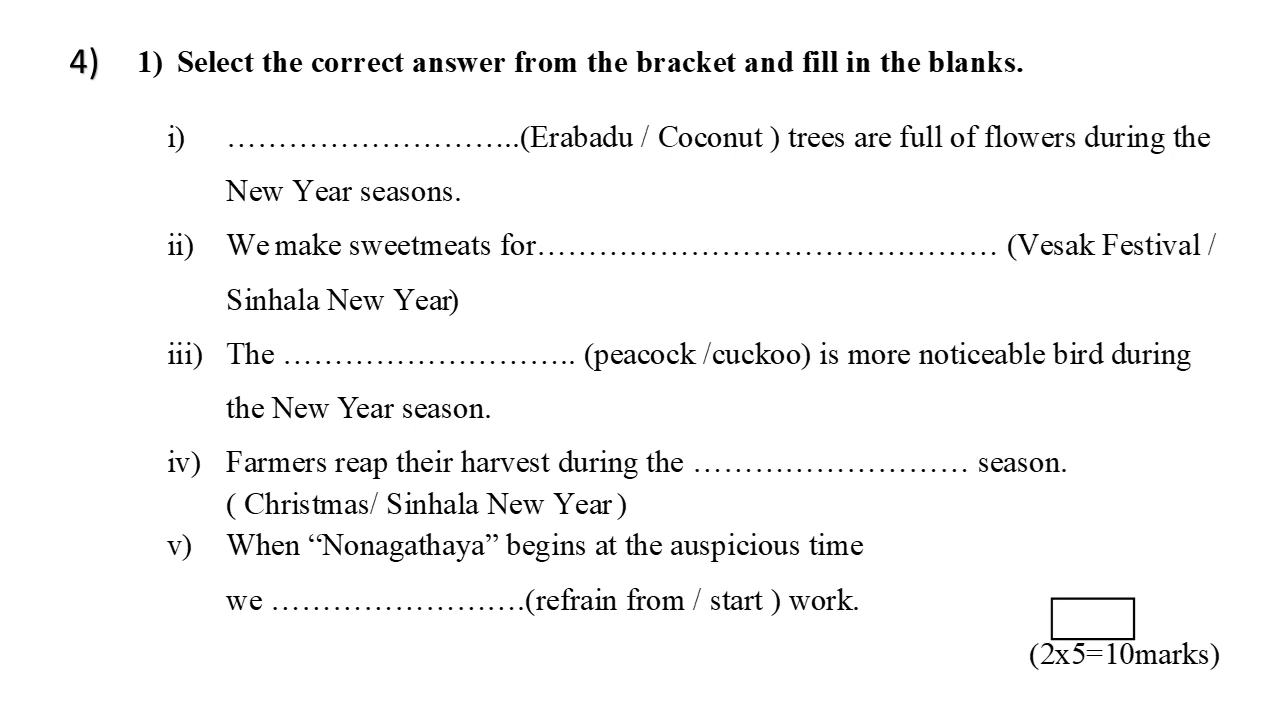 4) 1) Select the correct answer from the bracket and fill in the blanks.
i) ………………………..(Erabadu / Coconut ) trees are full of flowers during the
New Year seasons.
ii) We make sweetmeats for……………………………………… (Vesak Festival /
Sinhala New Year)
iii) The ……………………….. (peacock /cuckoo) is more noticeable bird during
the New Year season.
iv) Farmers reap their harvest during the ……………………… season.
( Christmas/ Sinhala New Year )
v) When “Nonagathaya” begins at the auspicious time
we …………………….(refrain from / start ) work.
(2x5=10marks)